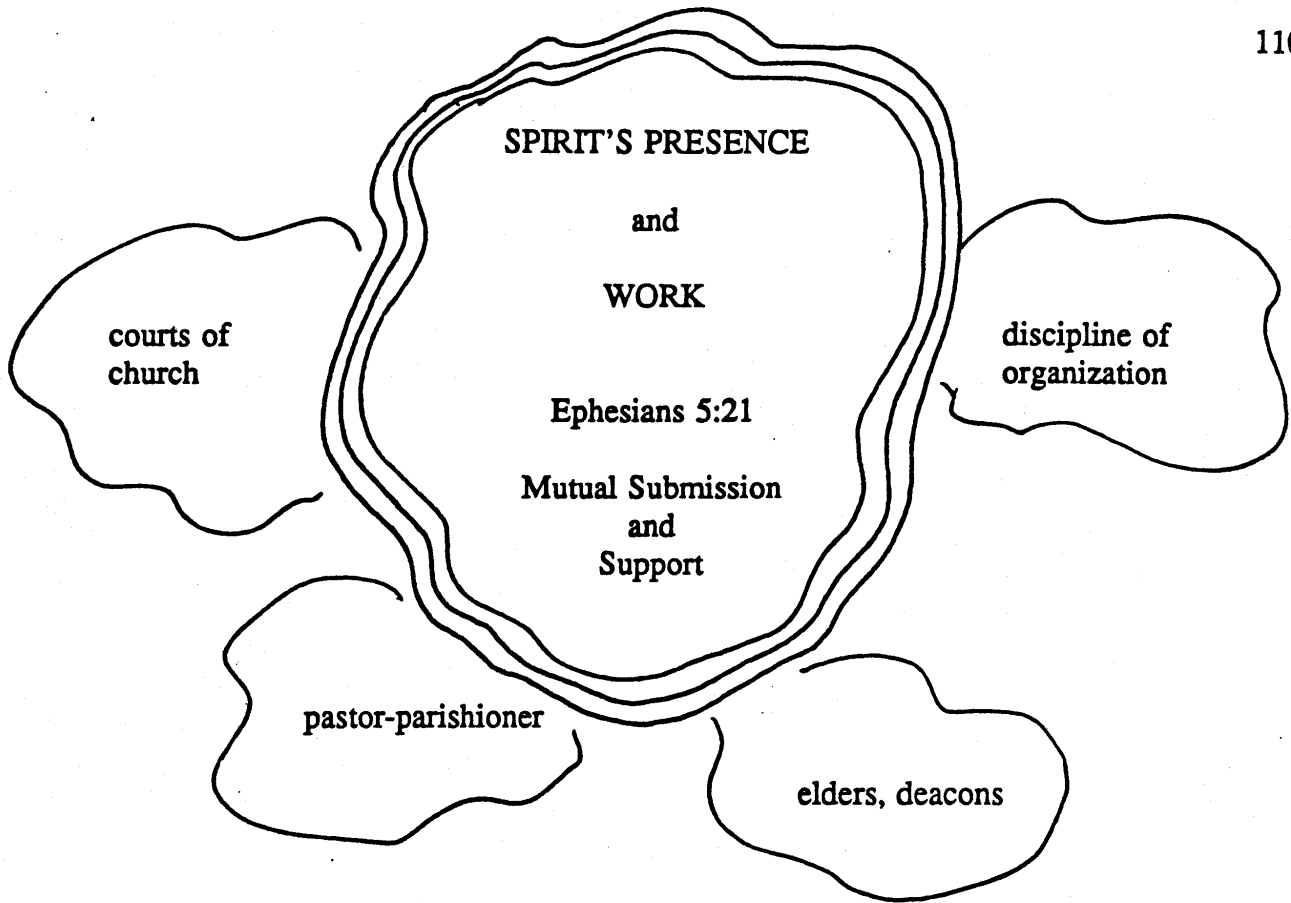 SPIRIT'S PRESENCE
and
WORK
Ephesians 5:21
Mutual Submission
and
Support
courts of
church
discipline of
organization
pastor-parishioner
elders, deacons